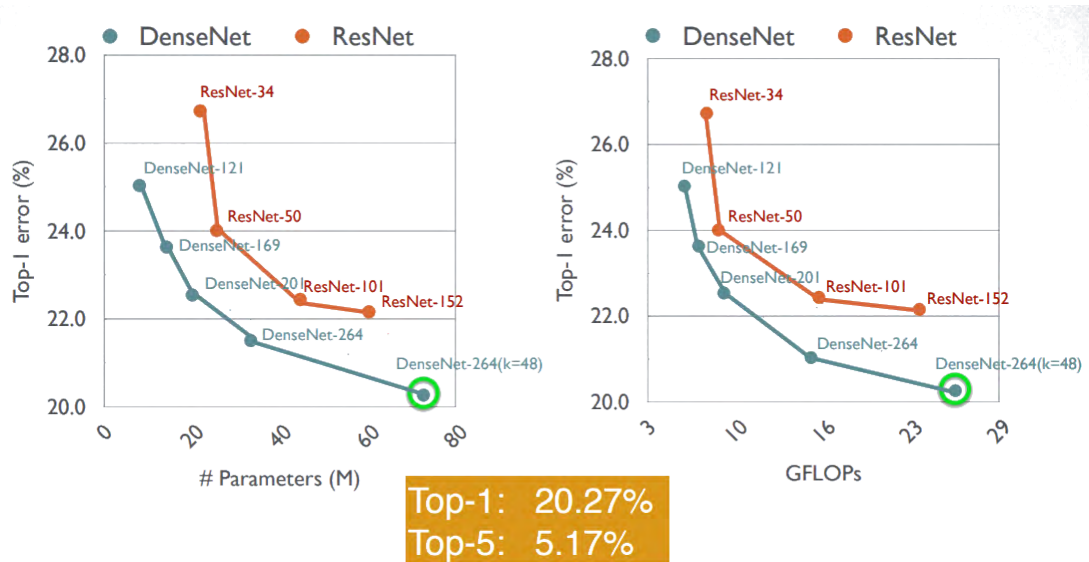 DenseNet ResNet
28.0
26.0
24.0
22.0
20.0
Top-1 error (%)
ResNet-34
DenseNet-121
ResNet-50
DenseNet-169
DenseNet-201
ResNet-101
ResNet-152
DenseNet-264
DenseNet-264(k=48)
0 20 40 60 80
# Parameters (M)
DenseNet ResNet
28.0
26.0
24.0
22.0
20.0
Top-1 error (%)
ResNet-34
DenseNet-121
ResNet-50
DenseNet-169
DenseNet-201
ResNet-101
ResNet-152
DenseNet-264
DenseNet-264(k=48)
3 10 16 23 29
GFLOPs
Top-1: 20.27%
Top-5: 5.17%